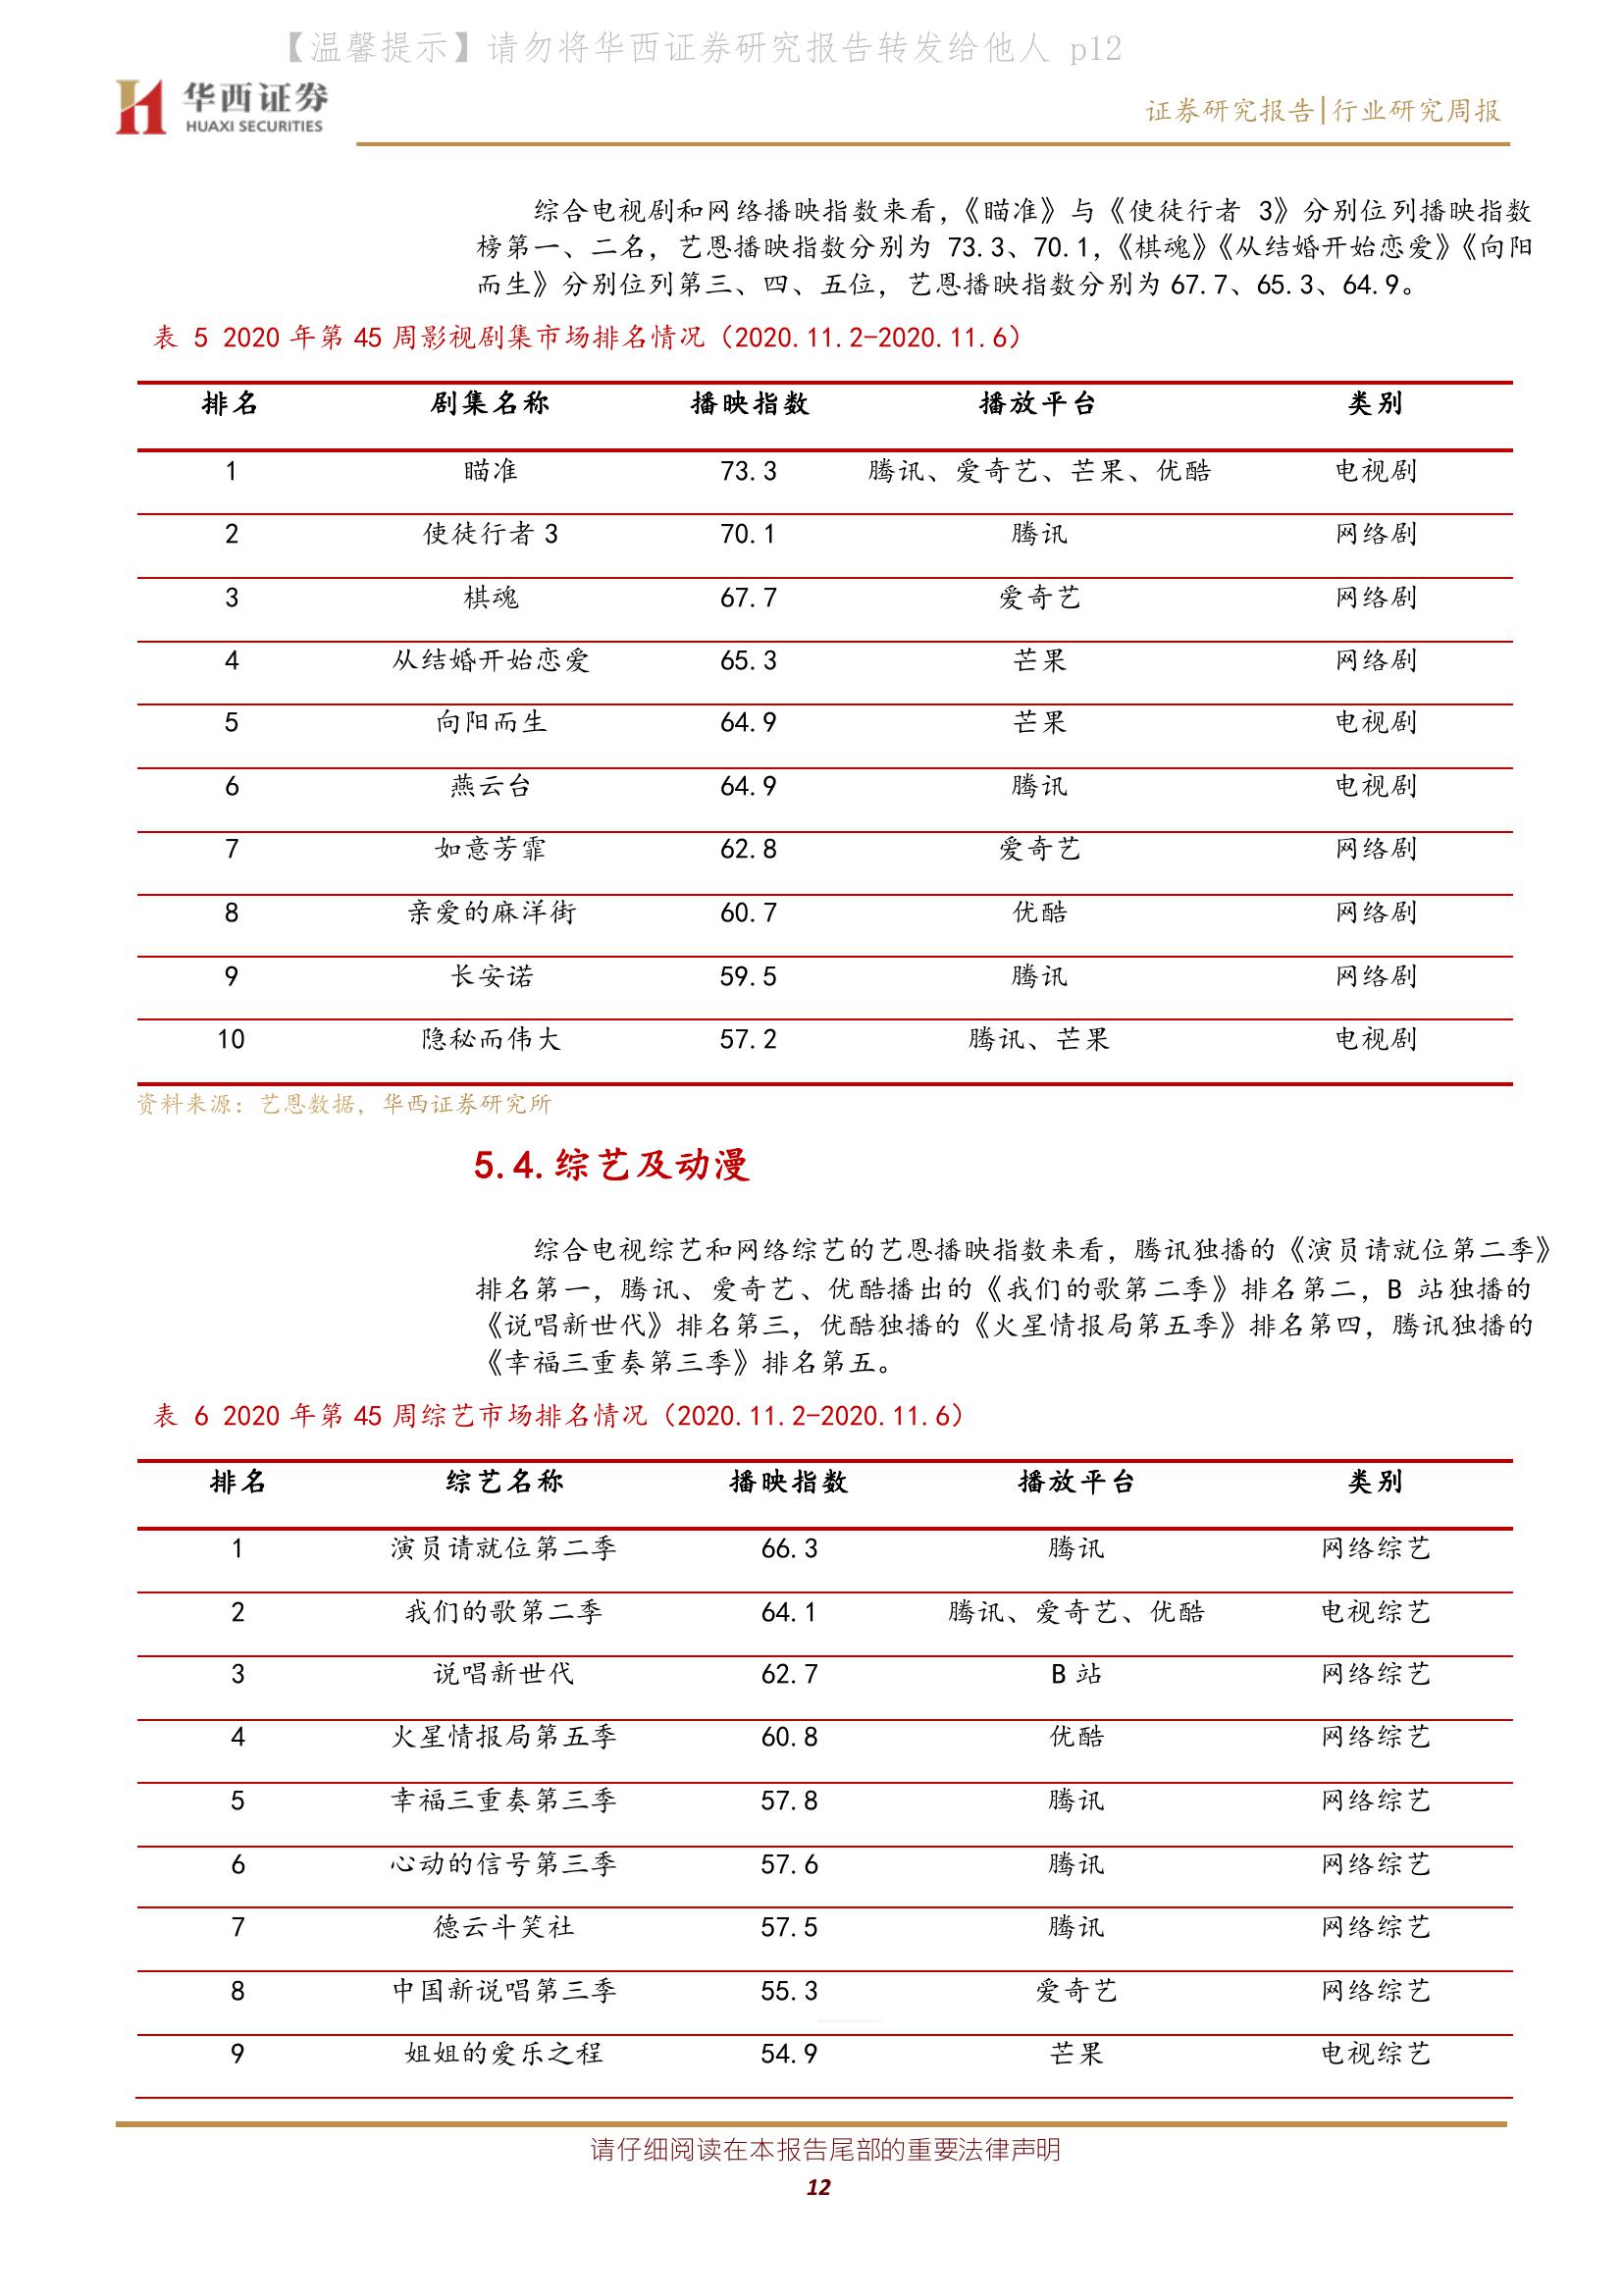 【温馨提示】请勿将华西证券研究报告转发给他人 p12
华西证券
HUAXI SECURITIES
证券研究报告|行业研究周报
综合电视剧和网络播映指数来看，《瞄准》与《使徒行者 3》分别位列播映指数
榜第一、二名，艺恩播映指数分别为 73.3、70.1，《棋魂》《从结婚开始恋爱》《向阳
而生》分别位列第三、四、五位，艺恩播映指数分别为 67.7、65.3、64.9。
表 5 2020 年第 45 周影视剧集市场排名情况（2020.11.2-2020.11.6）
排名 剧集名称 播映指数 播放平台 类别
1 瞄准 73.3 腾讯、爱奇艺、芒果、优酷 电视剧
2 使徒行者 3 70.1 腾讯 网络剧
3 棋魂 67.7 爱奇艺 网络剧
4 从结婚开始恋爱 65.3 芒果 网络剧
5 向阳而生 64.9 芒果 电视剧
6 燕云台 64.9 腾讯 电视剧
7 如意芳霏 62.8 爱奇艺 网络剧
8 亲爱的麻洋街 60.7 优酷 网络剧
9 长安诺 59.5 腾讯 网络剧
10 隐秘而伟大 57.2 腾讯、芒果 电视剧
资料来源：艺恩数据，华西证券研究所
5.4.综艺及动漫
综合电视综艺和网络综艺的艺恩播映指数来看，腾讯独播的《演员请就位第二季》
排名第一，腾讯、爱奇艺、优酷播出的《我们的歌第二季》排名第二，B 站独播的
《说唱新世代》排名第三，优酷独播的《火星情报局第五季》排名第四，腾讯独播的
《幸福三重奏第三季》排名第五。
表 6 2020 年第 45 周综艺市场排名情况（2020.11.2-2020.11.6）
排名 综艺名称 播映指数 播放平台 类别
1 演员请就位第二季 66.3 腾讯 网络综艺
2 我们的歌第二季 64.1 腾讯、爱奇艺、优酷 电视综艺
3 说唱新世代 62.7 B 站 网络综艺
4 火星情报局第五季 60.8 优酷 网络综艺
5 幸福三重奏第三季 57.8 腾讯 网络综艺
6 心动的信号第三季 57.6 腾讯 网络综艺
7 德云斗笑社 57.5 腾讯 网络综艺
8 中国新说唱第三季 55.3 爱奇艺 网络综艺
9 姐姐的爱乐之程 54.9 芒果 电视综艺
请仔细阅读在本报告尾部的重要法律声明
12